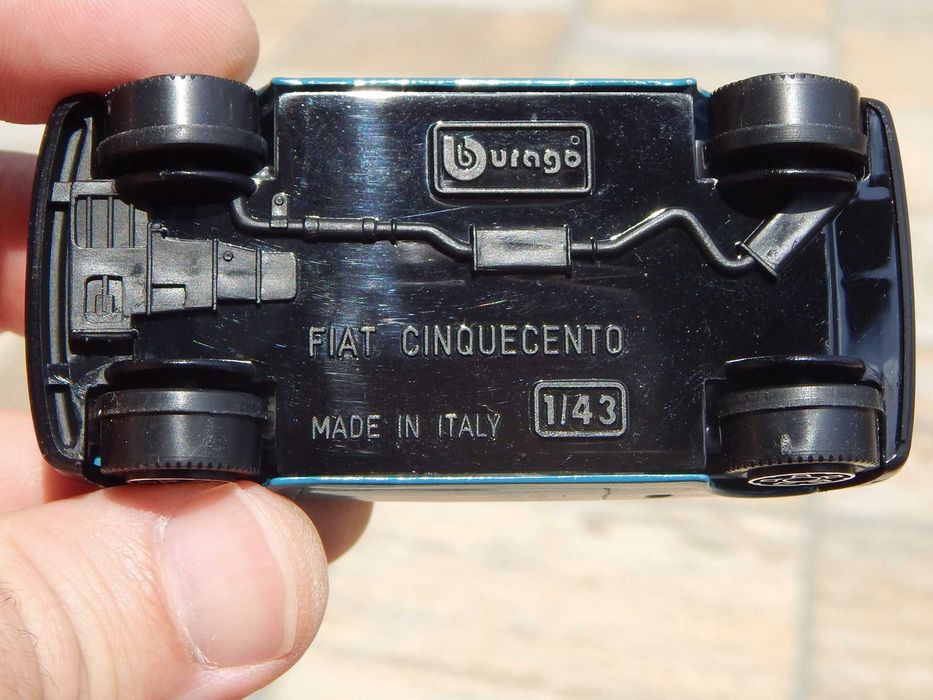 burago
FIAT CINQUECENTO
MADE IN ITALY 1/43